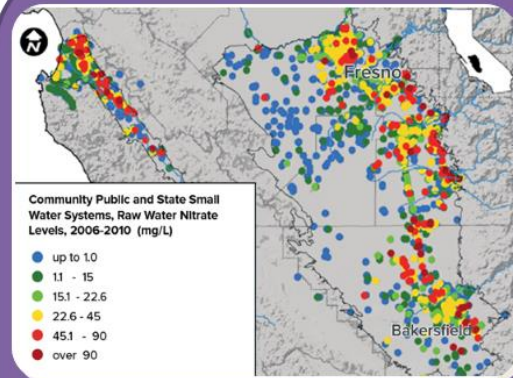 N
Fresno
Community Public and State Small
Water Systems, Raw Water Nitrate
Levels, 2006-2010 (mg/L)
up to 1.0
1.1 - 15
15.1 - 22.6
22.6 - 45
45.1 - 90
over 90
Bakersfield